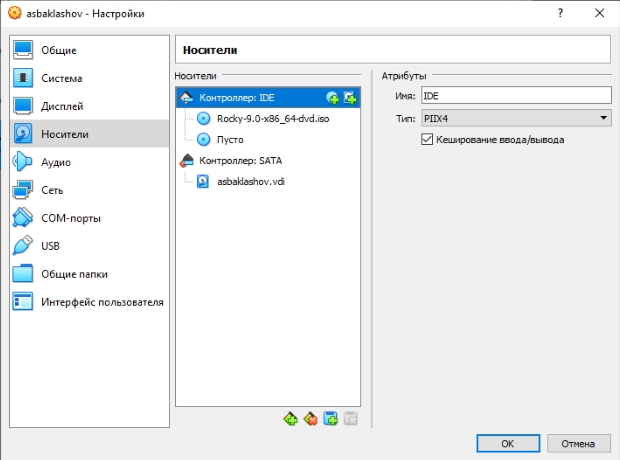 asbaklashov - Настройки
?
Общие
Система
Дисплей
Носители
Аудио
Сеть
COM-порты
USB
Общие папки
Интерфейс пользователя
Носители
Носители
Контроллер: IDE
Rocky-9.0-x86_64-dvd.iso
Пусто
Контроллер: SATA
asbaklashov.vdi
Атрибуты
Имя: IDE
Тип: PIIX4
Кеширование ввода/вывода
OK
Отмена